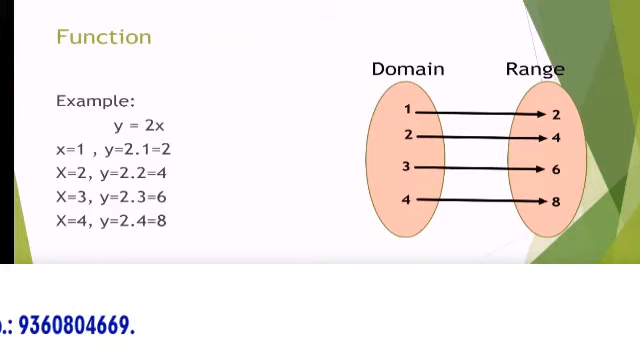 Function
Domain Range
Example:
y = 2x
x=1 , y=2.1=2
X=2, y=2.2=4
X=3, y=2.3=6
X=4, y=2.4=8
1 2
2 4
3 6
4 8
.: 9360804669.